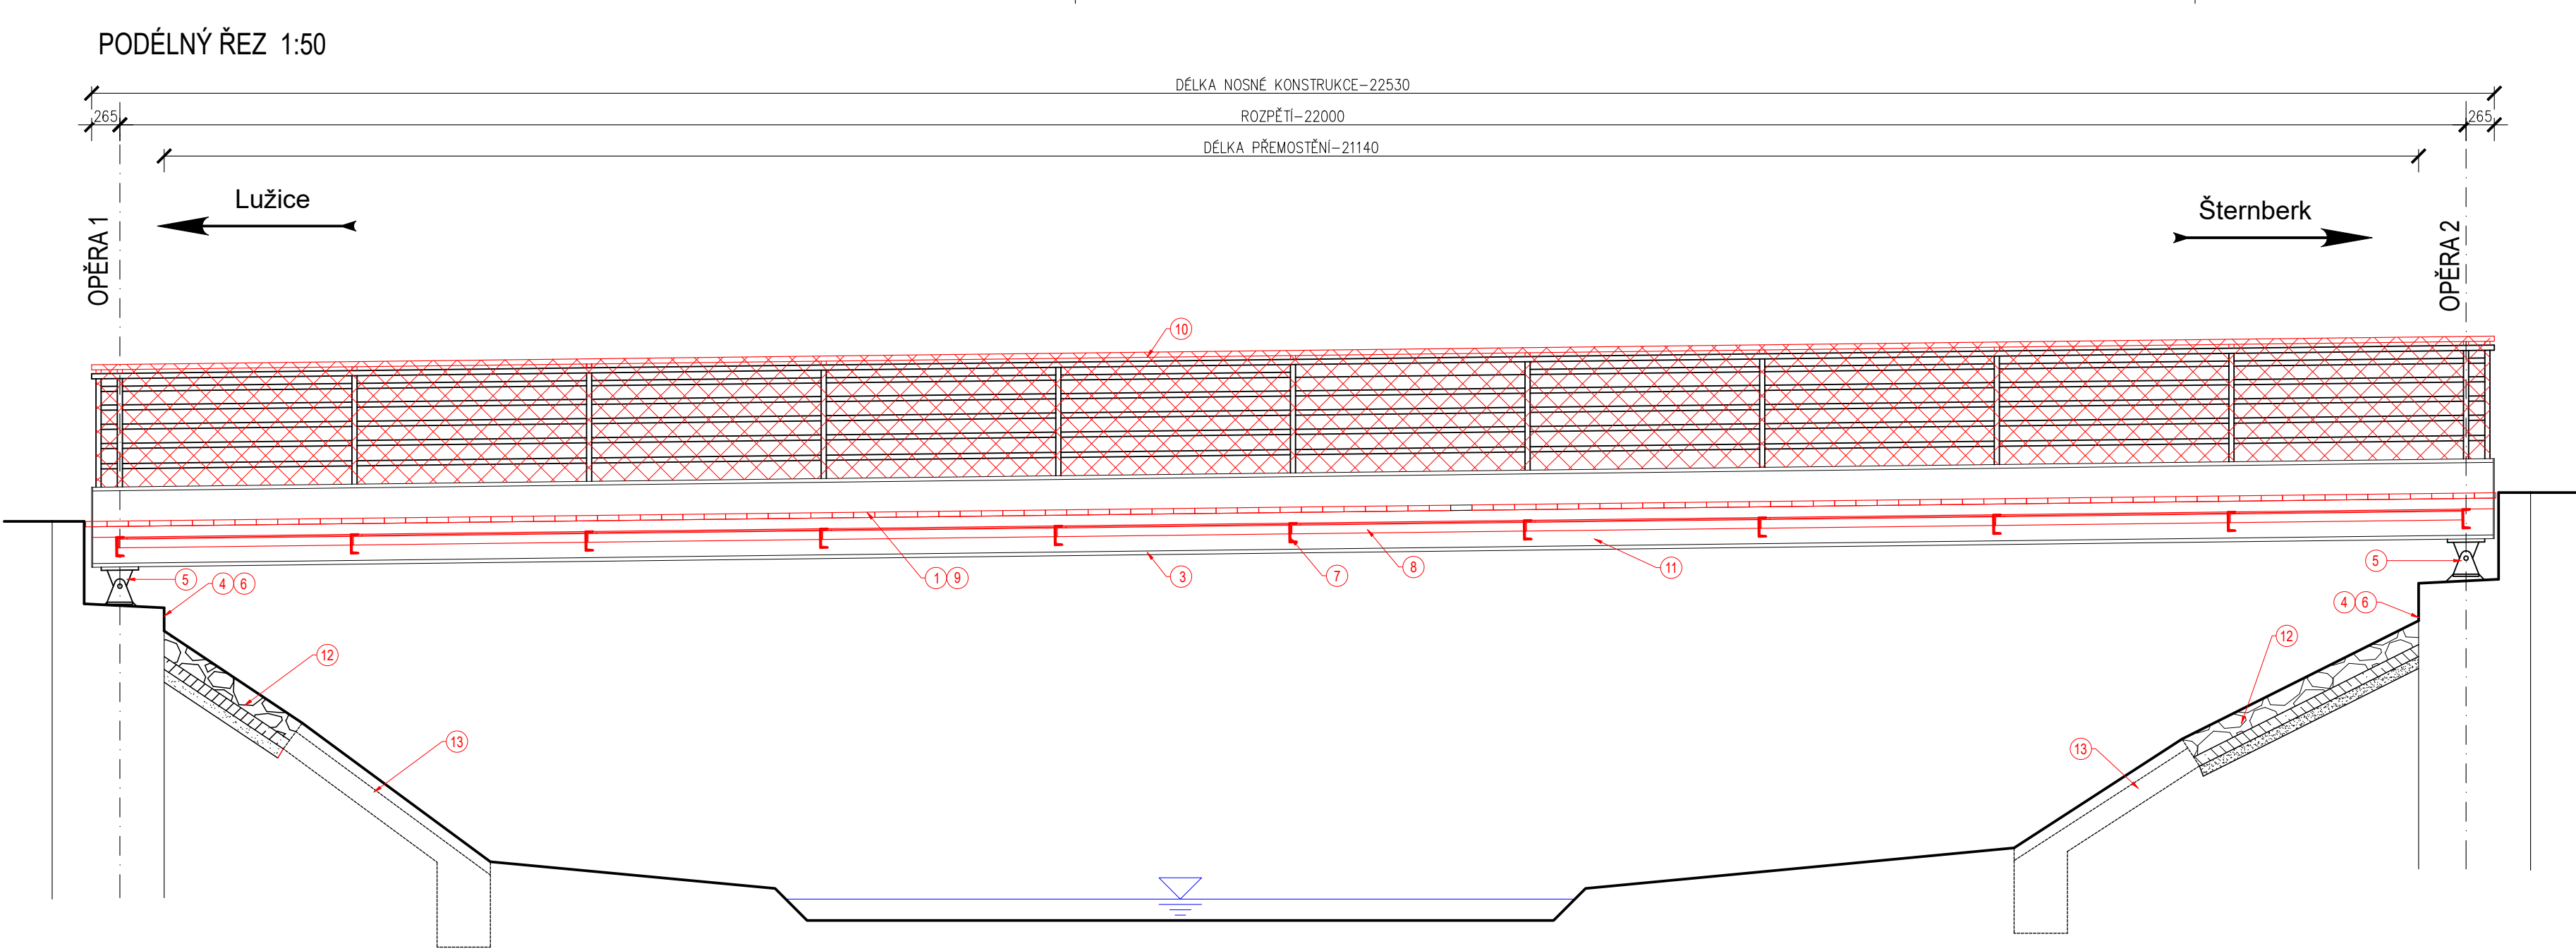 PODÉLNÝ ŘEZ 1:50
DÉLKA NOSNÉ KONSTRUKCE-22530
265
ROZPĚTÍ-22000
265
DÉLKA PŘEMOSTĚNÍ-21140
Lužice
Šternberk
OPĚRA 1
OPĚRA 2
10
5
4 6
1 9
3
7
8
11
5
4 6
12
12
13
13